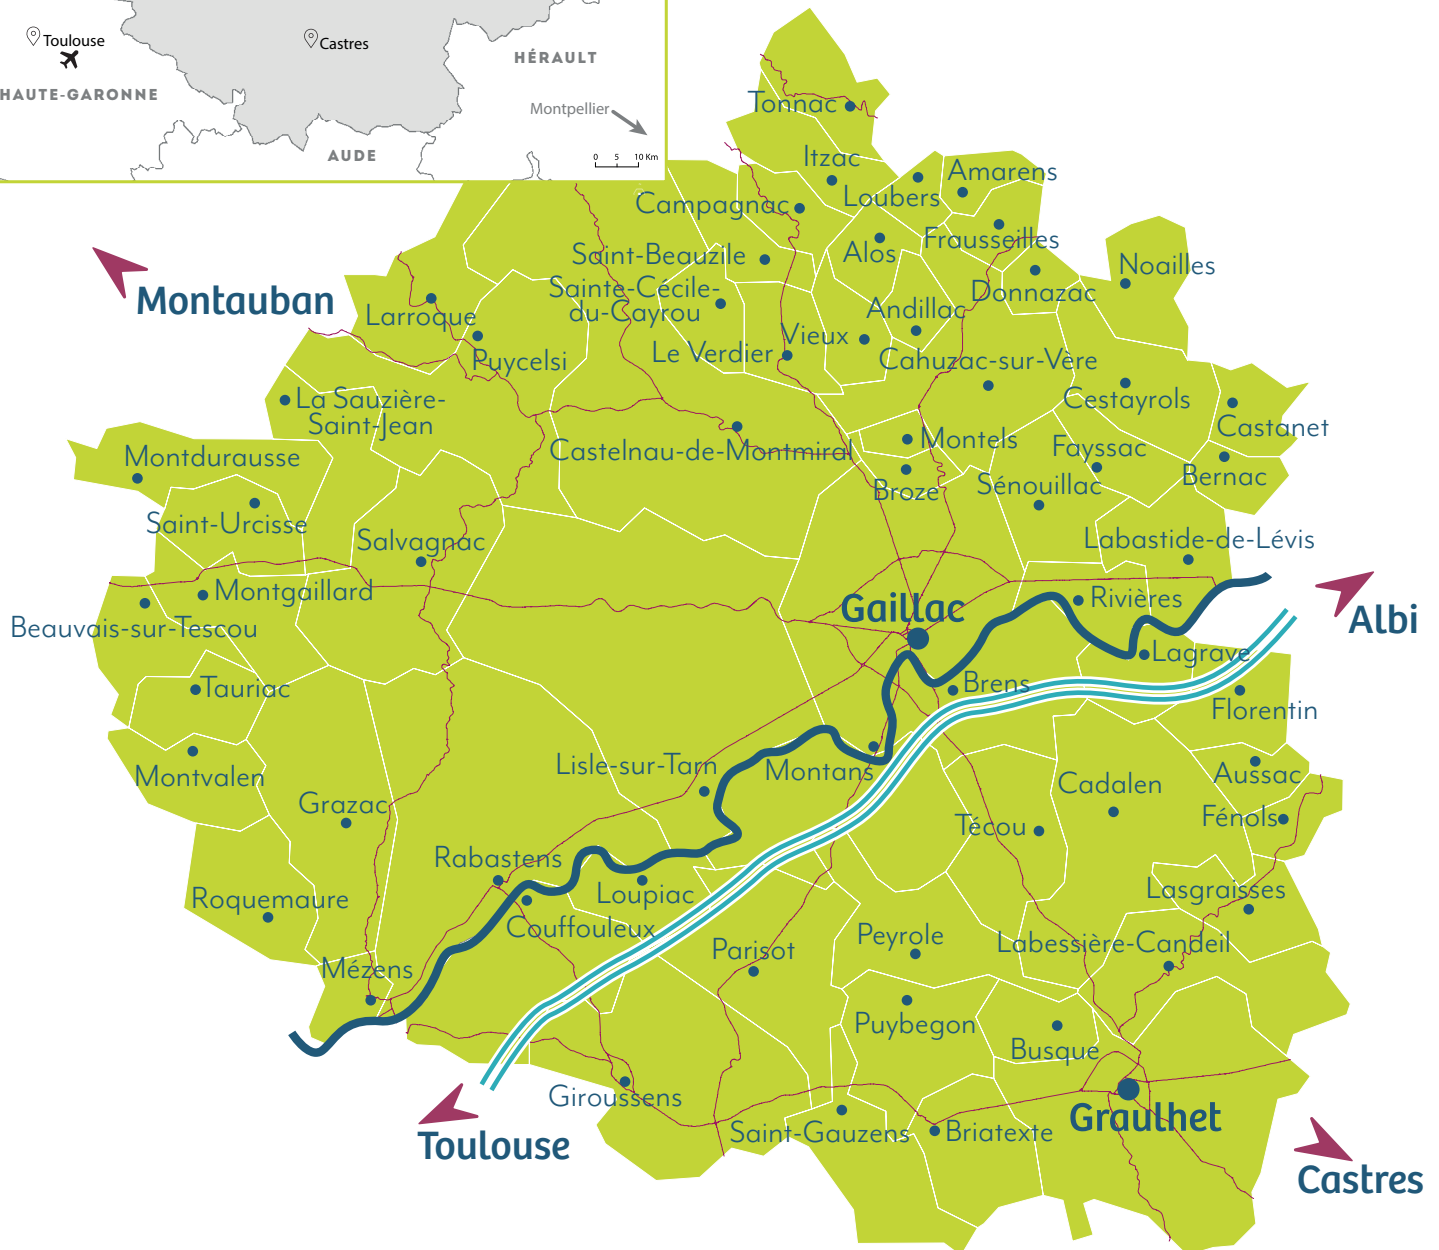 Toulouse
Castres
HÉRAULT
HAUTE-GARONNE
Montpellier
AUDE
0 5 10 Km
Tonnac
Itzac
Amarens
Loubers
Campagnac
Frausseilles
Alos
Saint-Beauzile
Noailles
Sainte-Cécile-
du-Cayrou
Donnazac
Montauban
Andillac
Larroque
Vieux
Le Verdier
Puycelsi
Cahuzac-sur-Vère
La Sauzière-
Saint-Jean
Cestayrols
Castanet
Montels
Fayssac
Castelnau-de-Montmiral
Montdurausse
Bernac
Broze
Sénouillac
Saint-Urcisse
Salvagnac
Labastide-de-Lévis
Montgaillard
Rivières
Gaillac
Albi
Beauvais-sur-Tescou
Lagrave
Tauriac
Brens
Florentin
Lisle-sur-Tarn
Montans
Montvalen
Aussac
Cadalen
Grazac
Fénols
Técou
Rabastens
Lasgraisses
Loupiac
Roquemaure
Couffouleux
Peyrole
Labessière-Candeil
Parisot
Mézens
Puybegon
Busque
Giroussens
Graulhet
Saint-Gauzens
Briatexte
Toulouse
Castres